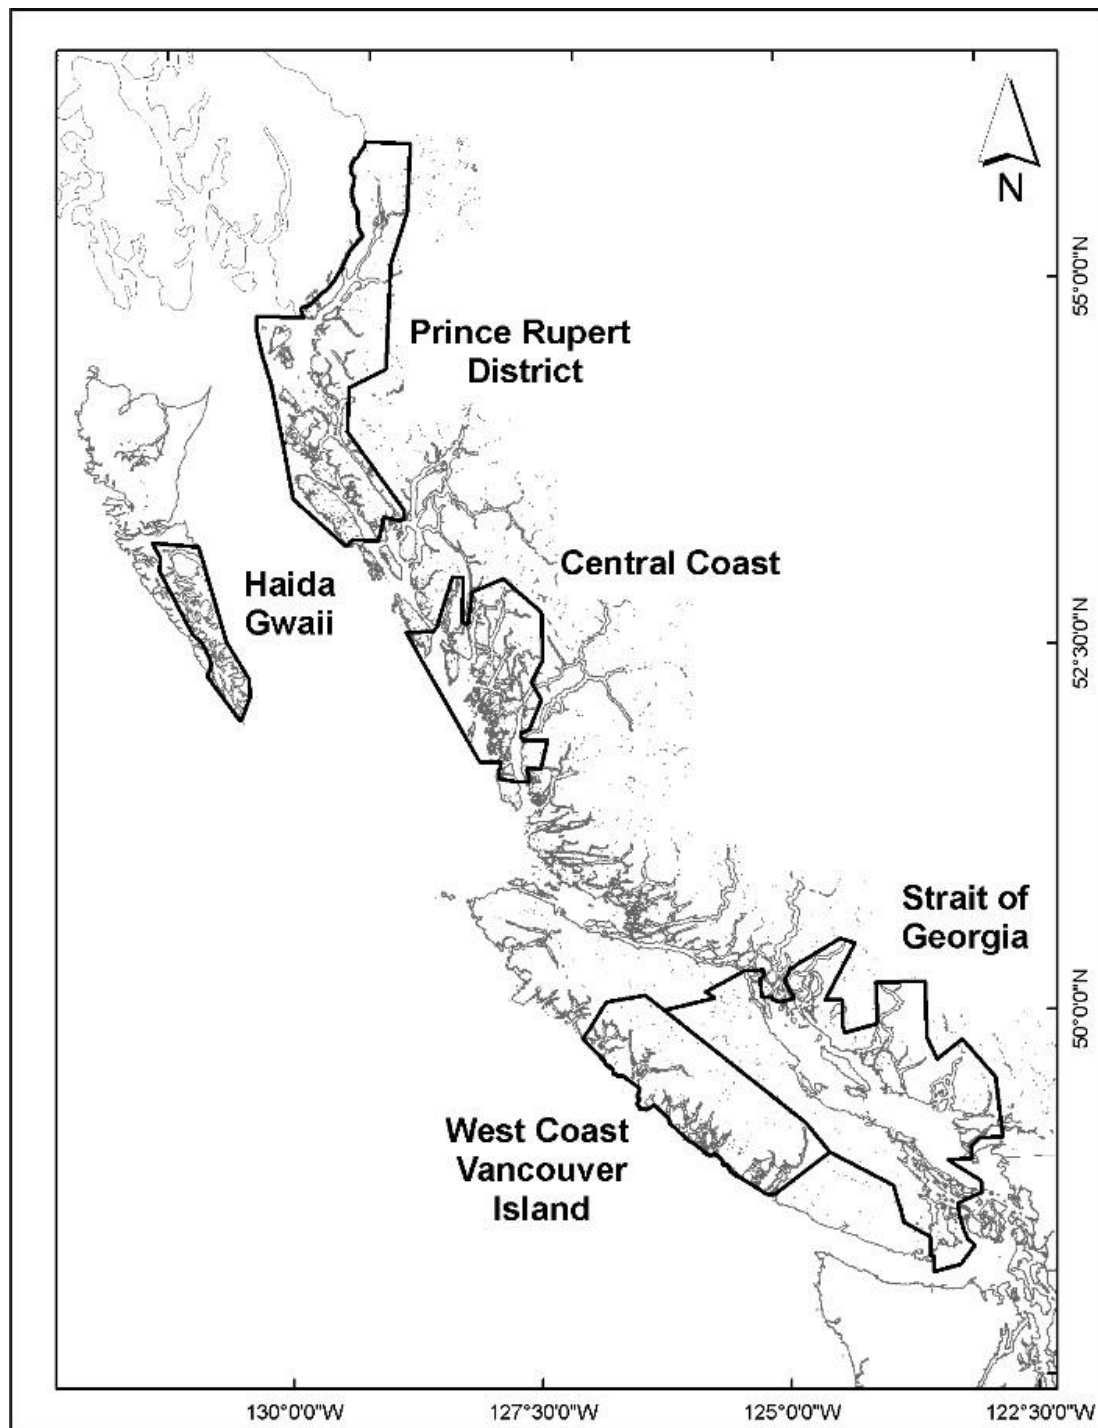 N
55°0'0"N
Prince Rupert
District
Central Coast
Haida
Gwaii
52°30'0"N
Strait of
Georgia
50°0'0"N
West Coast
Vancouver
Island
130°0'0"W
127°30'0"W
125°0'0"W
122°30'0"W